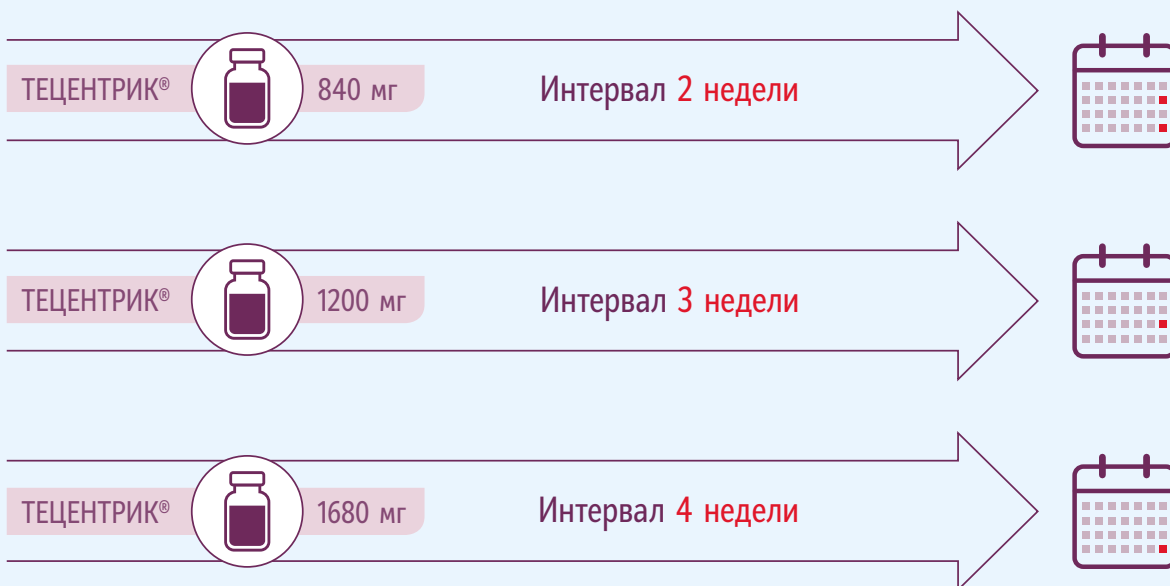 ТЕЦЕНТРИК® 840 мг Интервал 2 недели
ТЕЦЕНТРИК® 1200 мг Интервал 3 недели
ТЕЦЕНТРИК® 1680 мг Интервал 4 недели